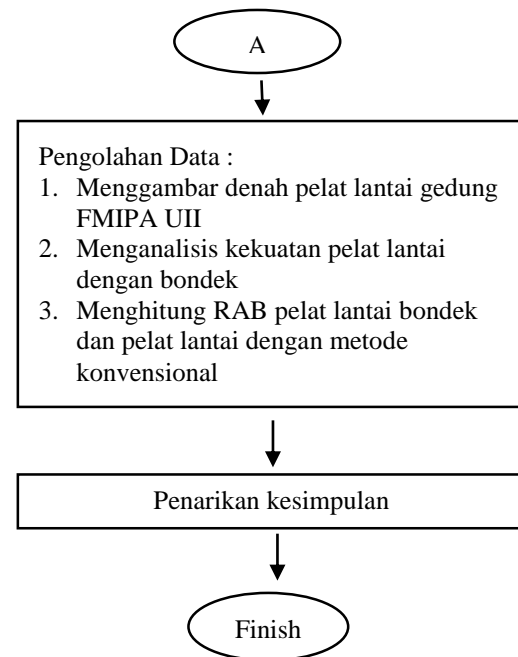 A
Pengolahan Data :
1. Menggambar denah pelat lantai gedung
FMIPA UII
2. Menganalisis kekuatan pelat lantai
dengan bondek
3. Menghitung RAB pelat lantai bondek
dan pelat lantai dengan metode
konvensional
Penarikan kesimpulan
Finish